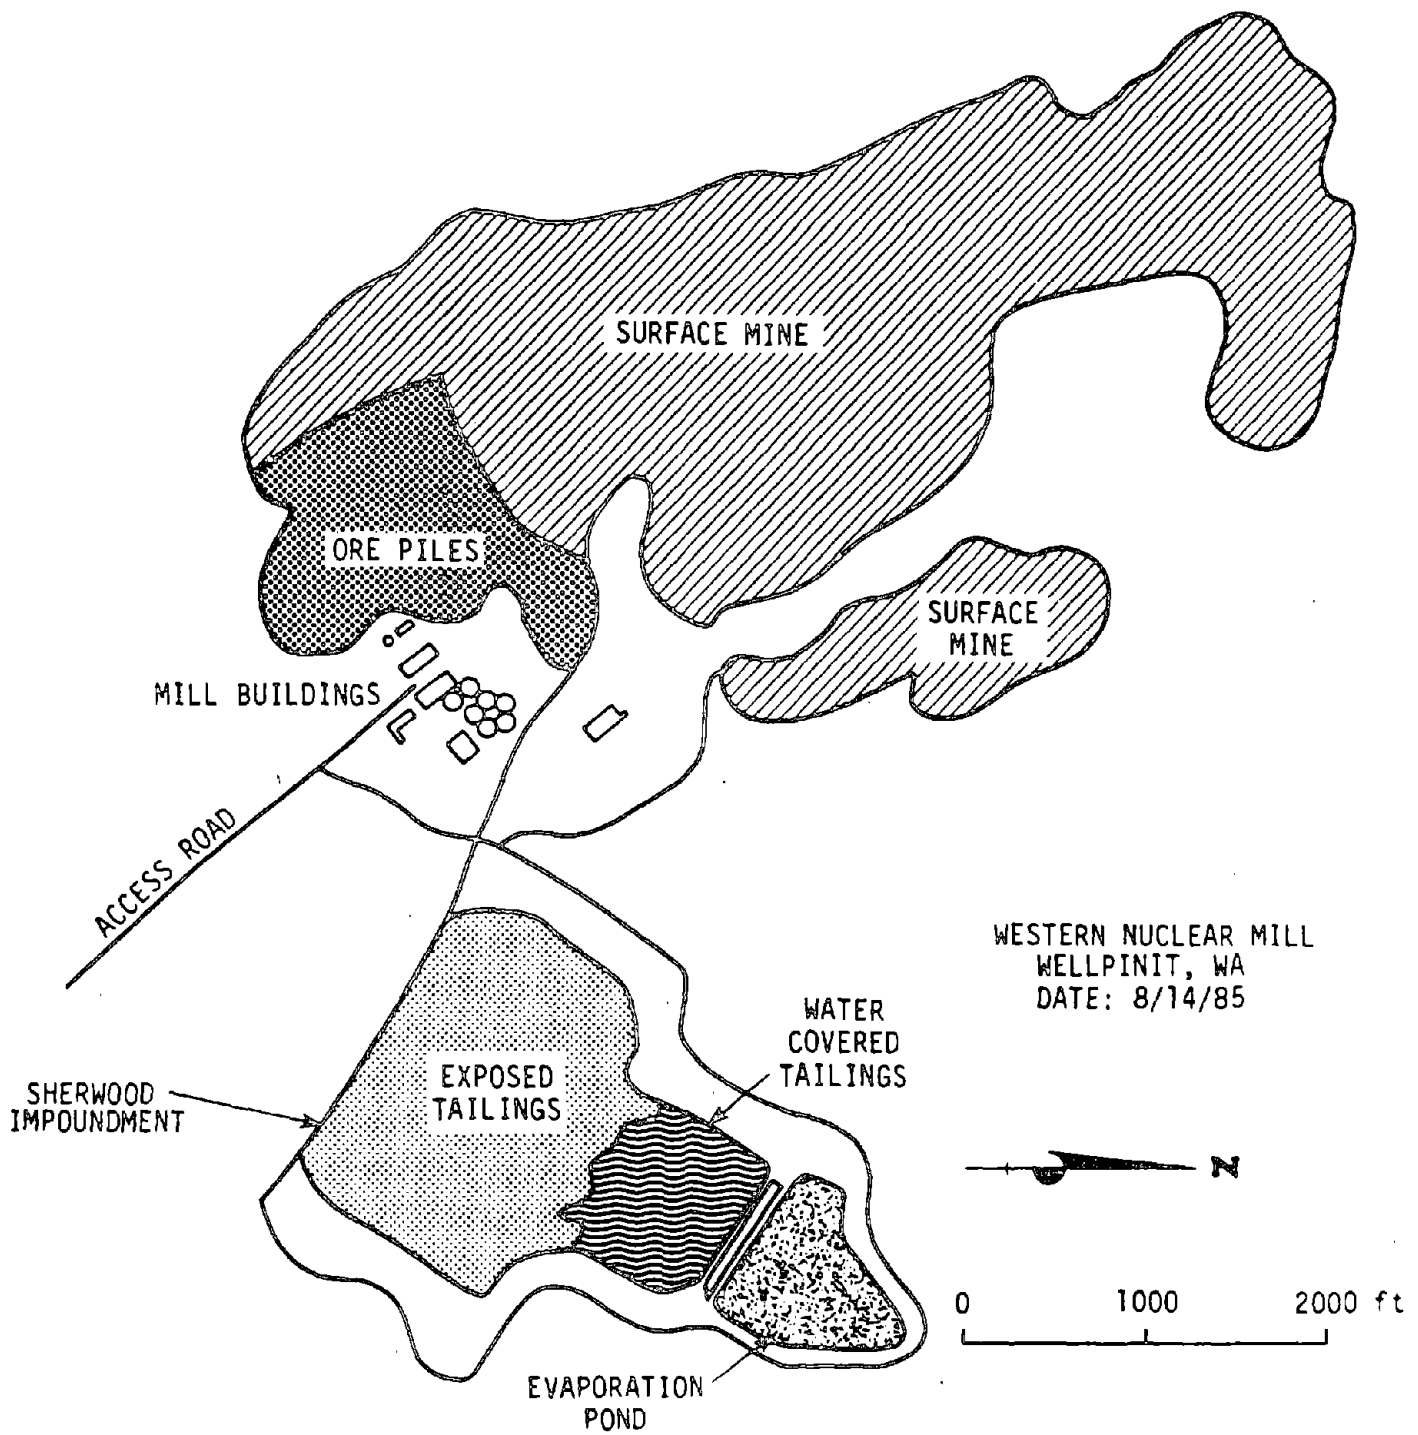 SURFACE MINE
ORE PILES
SURFACE
MINE
MILL BUILDINGS
ACCESS ROAD
WESTERN NUCLEAR MILL
WELLPINIT, WA
DATE: 8/14/85
WATER
COVERED
TAILINGS
EXPOSED
TAILINGS
SHERWOOD
IMPOUNDMENT
N
0 1000 2000 ft
EVAPORATION
POND